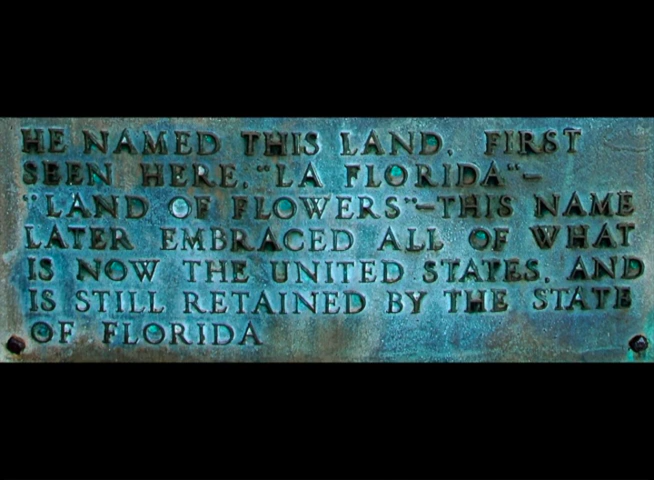 HE NAMED THIS LAND, FIRST
SEEN HERE, "LA FLORIDA"–
"LAND OF FLOWERS"–THIS NAME
LATER EMBRACED ALL OF WHAT
IS NOW THE UNITED STATES, AND
IS STILL RETAINED BY THE STATE
OF FLORIDA